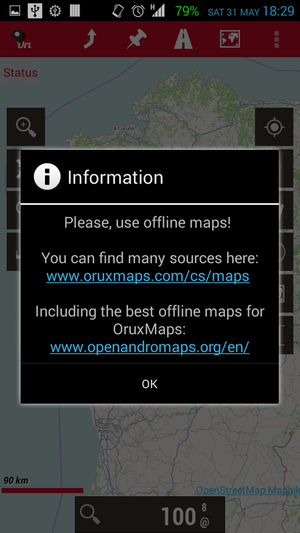 79% SAT 31 MAY 18:29
Status
A Coruña
Information
Please, use offline maps!
You can find many sources here:
www.oruxmaps.com/cs/maps
Including the best offline maps for
OruxMaps:
www.openandromaps.org/en/
OK
90 km
OpenStreetMap Mapnik
100 8
@